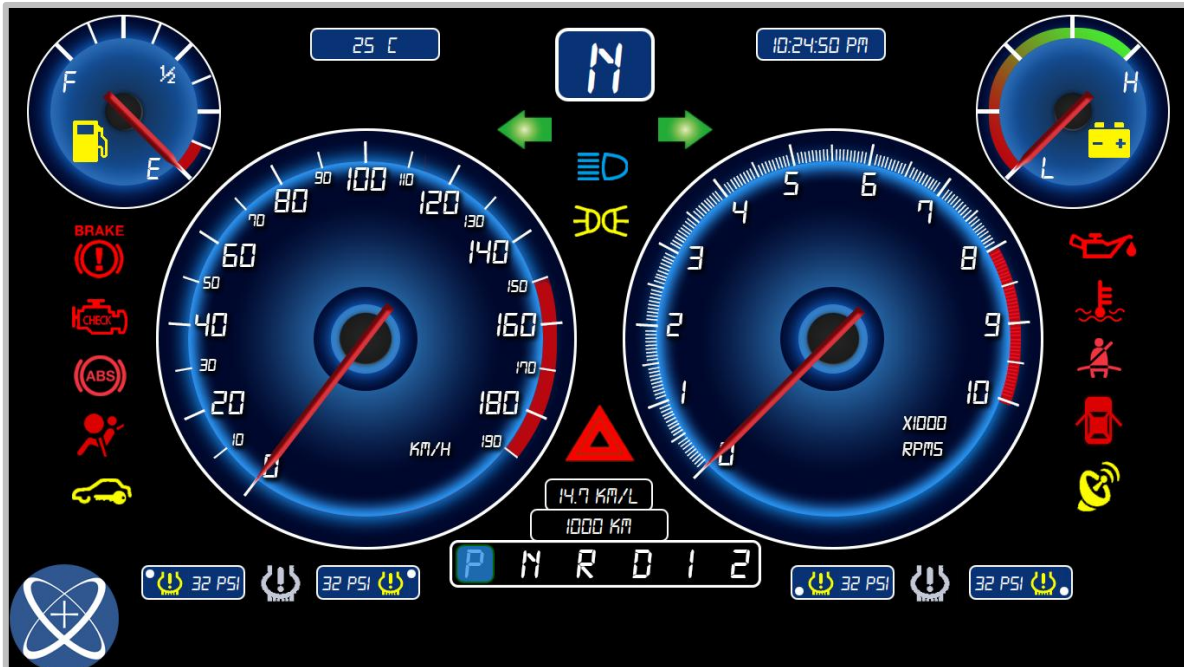 25 C
N
10:24:50 PM
F
½
E
H
L
- +
BRAKE
(!)
CHECK
ABS
0
10
20
30
40
50
60
70
80
90
100
110
120
130
140
150
160
170
180
190
KM/H
0
1
2
3
4
5
6
7
8
9
10
X1000
RPMS
14.7 KM/L
1000 KM
P N R D 1 2
! 32 PSI ! 32 PSI ! ! 32 PSI ! 32 PSI !